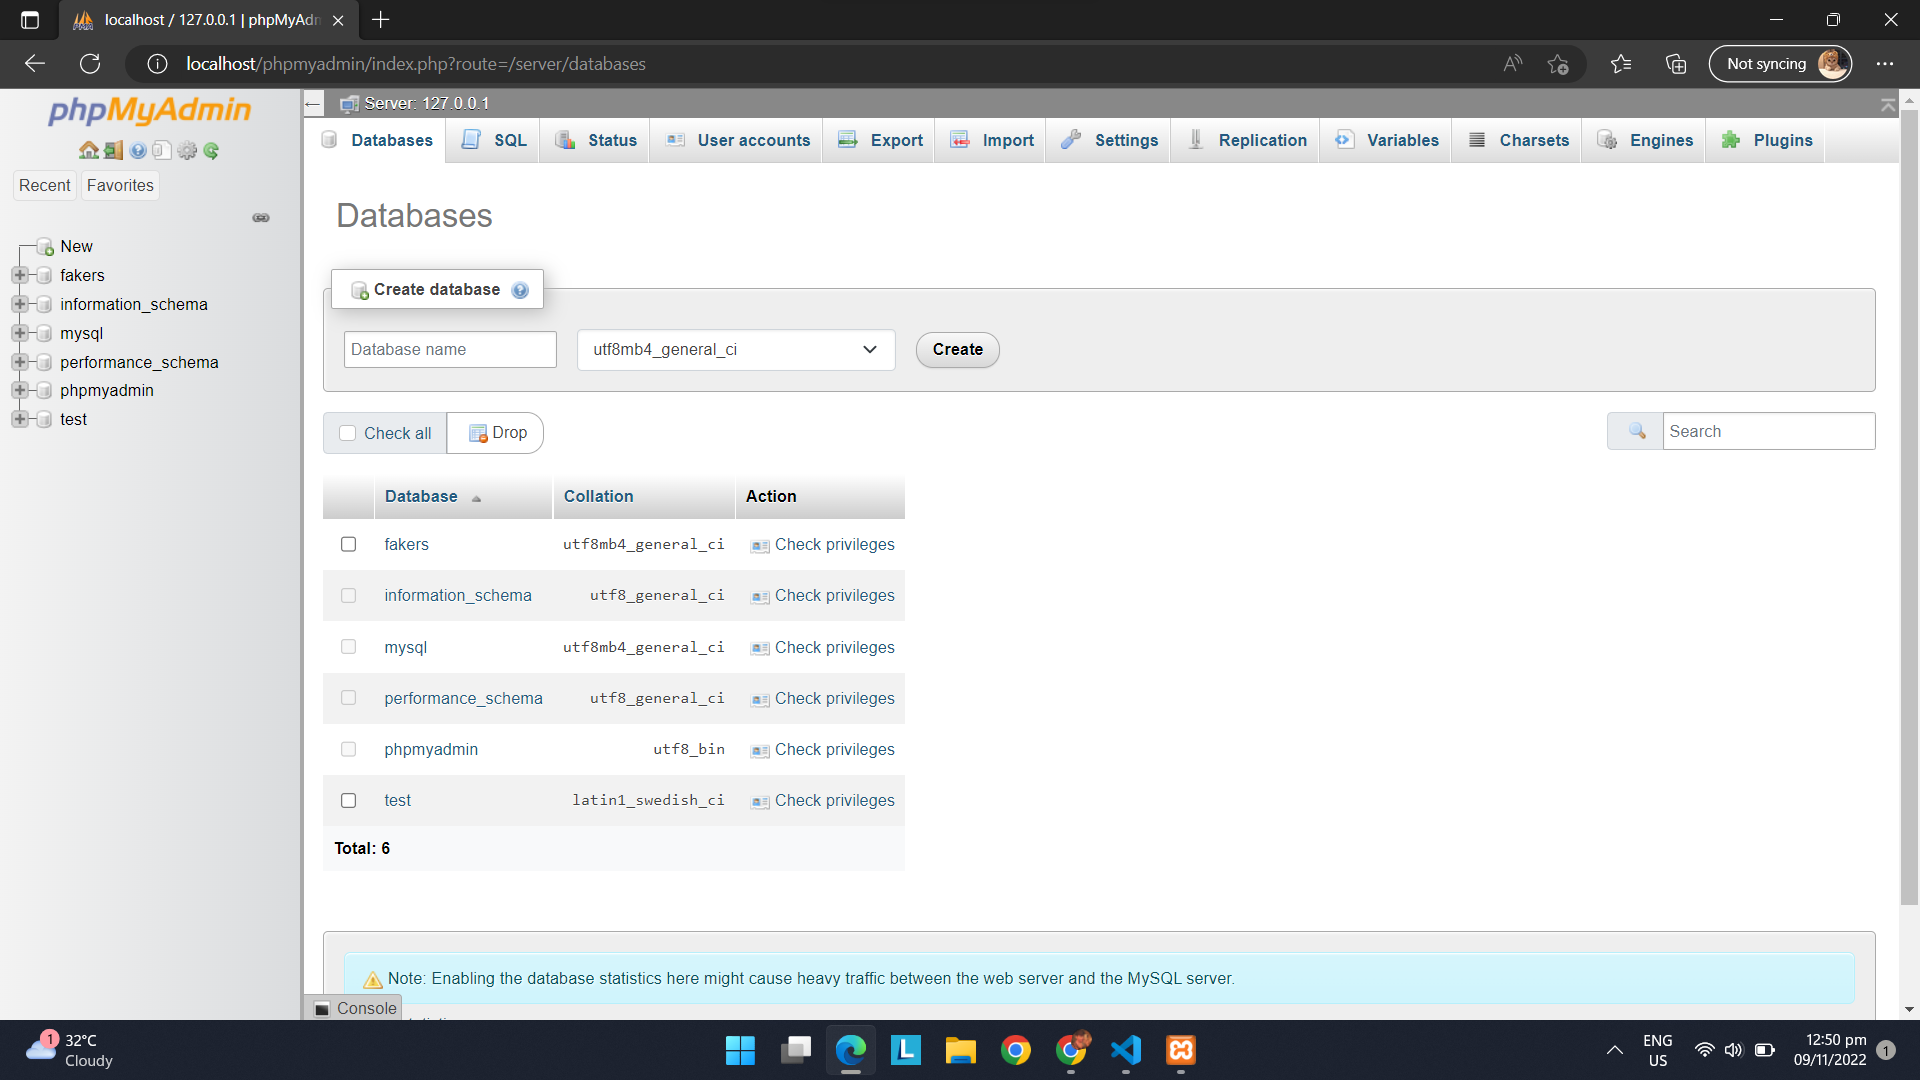 localhost / 127.0.0.1 | phpMyAdn
localhost/phpmyadmin/index.php?route=/server/databases
Not syncing
phpMyAdmin
Server: 127.0.0.1
Databases
SQL
Status
User accounts
Export
Import
Settings
Replication
Variables
Charsets
Engines
Plugins
Recent
Favorites
New
fakers
information_schema
mysql
performance_schema
phpmyadmin
test
Databases
Create database
Database name
utf8mb4_general_ci
Create
Check all
Drop
Search
Database Collation Action
fakers utf8mb4_general_ci Check privileges
information_schema utf8_general_ci Check privileges
mysql utf8mb4_general_ci Check privileges
performance_schema utf8_general_ci Check privileges
phpmyadmin utf8_bin Check privileges
test latin1_swedish_ci Check privileges
Total: 6
Note: Enabling the database statistics here might cause heavy traffic between the web server and the MySQL server.
Console
1
32°C
Cloudy
L
ENG
US
12:50 pm
09/11/2022
1